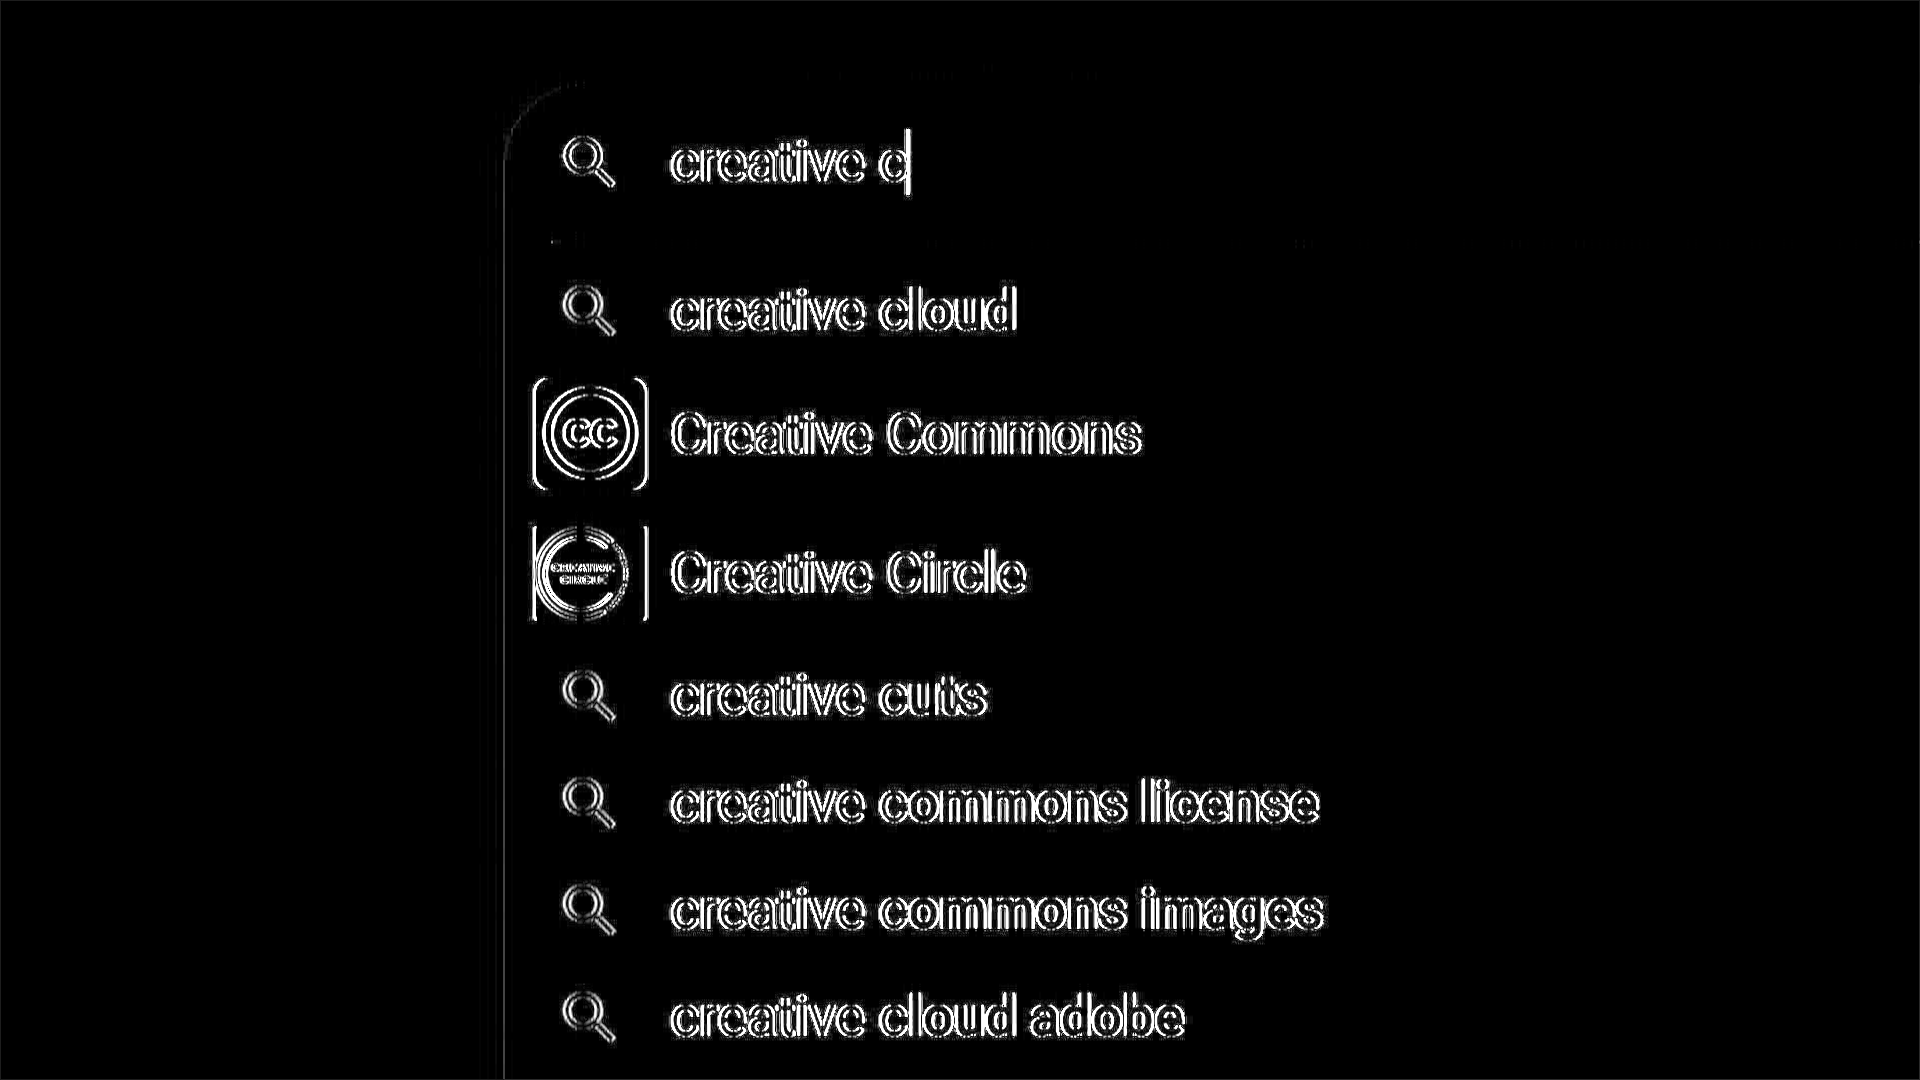 creative c
creative cloud
CC
Creative Commons
CREATIVE
CIRCLE
Creative Circle
creative cuts
creative commons license
creative commons images
creative cloud adobe